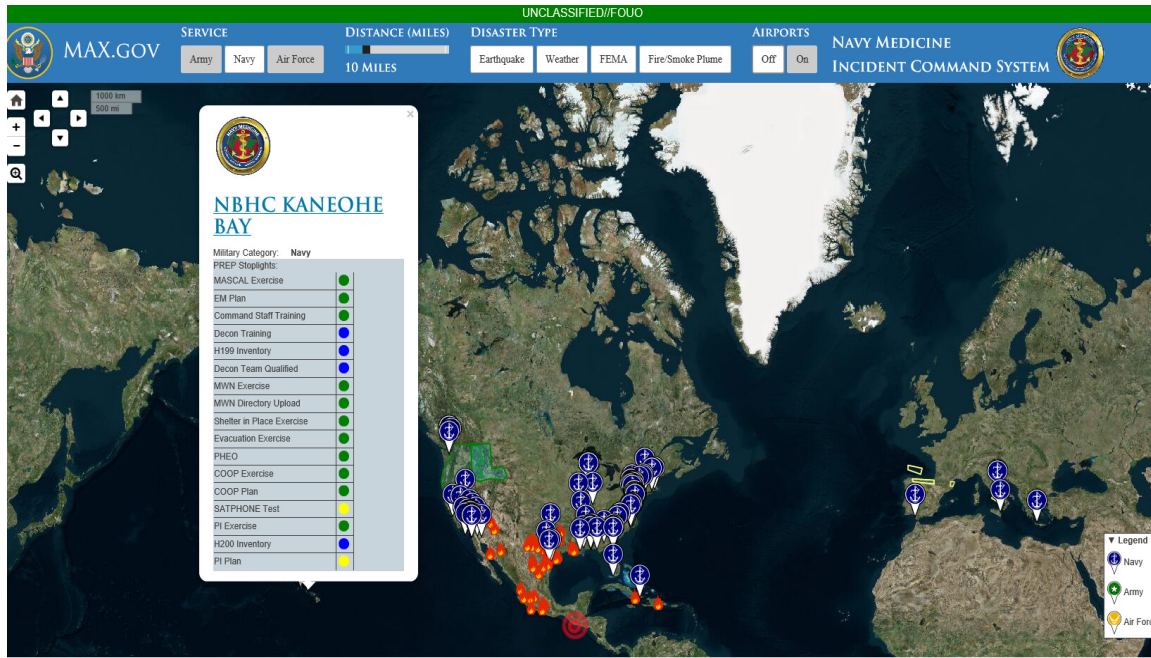 UNCLASSIFIED//FOUO
MAX.GOV
SERVICE
Army
Navy
Air Force
DISTANCE (MILES)
10 MILES
DISASTER TYPE
Earthquake
Weather
FEMA
Fire/Smoke Plume
AIRPORTS
Off
On
NAVY MEDICINE
INCIDENT COMMAND SYSTEM
1000 km
500 mi
+
−
×
NBHC KANEOHE
BAY
Military Category: Navy
PREP Stoplights:
MASCAL Exercise
EM Plan
Command Staff Training
Decon Training
H199 Inventory
Decon Team Qualified
MWN Exercise
MWN Directory Upload
Shelter in Place Exercise
Evacuation Exercise
PHEO
COOP Exercise
COOP Plan
SATPHONE Test
PI Exercise
H200 Inventory
PI Plan
▼ Legend
Navy
Army
Air Forc